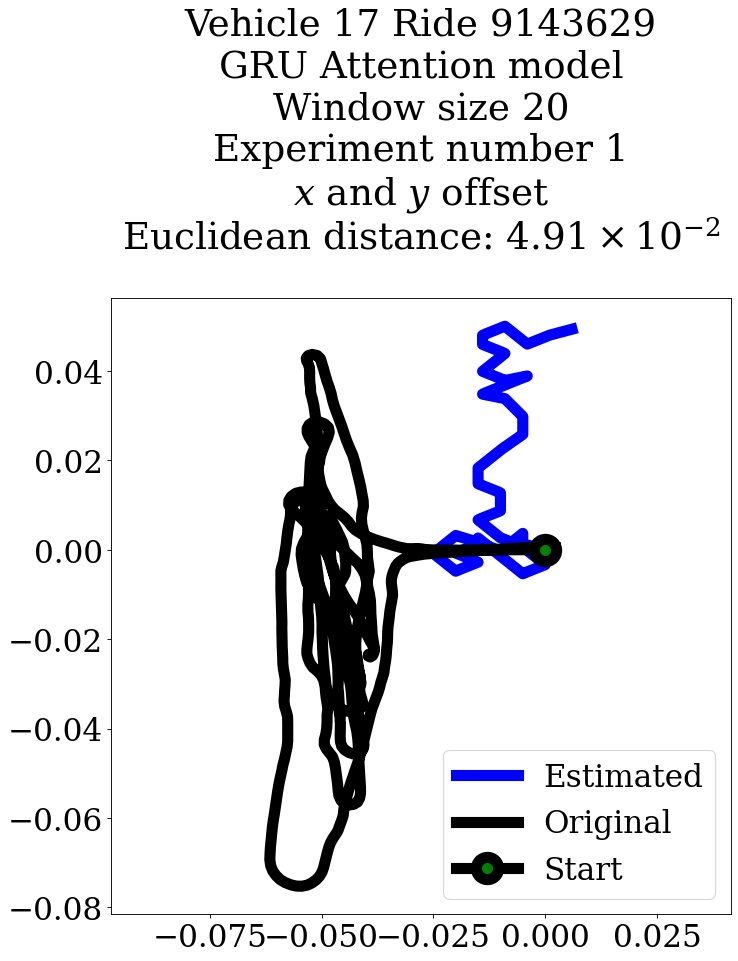 Vehicle 17 Ride 9143629
GRU Attention model
Window size 20
Experiment number 1
x and y offset
Euclidean distance: 4.91 × 10⁻²
0.04
0.02
0.00
−0.02
−0.04
−0.06
−0.08
Estimated
Original
Start
−0.075 −0.050 −0.025 0.000 0.025